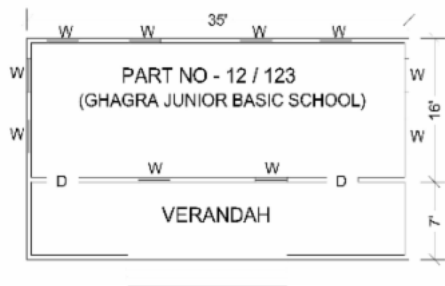 35'
W W W W
PART NO - 12 / 123
W W
(GHAGRA JUNIOR BASIC SCHOOL)
16'
W W
W W
D D
VERANDAH
7'